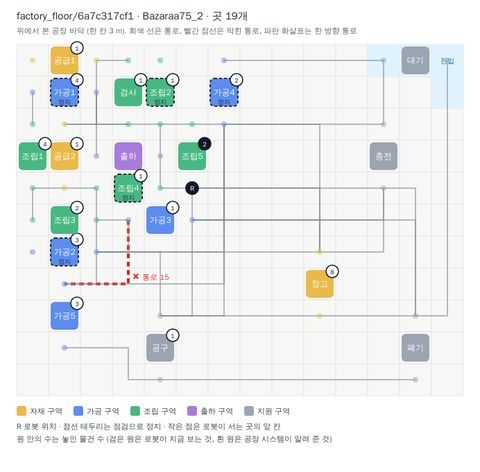 factory_floor/6a7c317cf1 · Bazaraa75_2 · 곳 19개
위에서 본 공장 바닥 (한 칸 3 m). 회색 선은 통로, 빨간 점선은 막힌 통로, 파란 화살표는 한 방향 통로
공급1 1
가공1 정지 4
검사 1
조립2 정지 1
가공4 정지 2
대기
진입
조립1 4
공급2 1
출하
조립5 2
충전
조립4 정지 1
R
조립3 2
가공3 1
가공2 정지 3
✖ 통로 15
창고 8
가공5 3
공구 1
폐기
자재 구역 가공 구역 조립 구역 출하 구역 지원 구역
R 로봇 위치 · 점선 테두리는 점검으로 정지 · 작은 점은 로봇이 서는 곳의 앞 칸
원 안의 수는 놓인 물건 수 (검은 원은 로봇이 지금 보는 것, 흰 원은 공장 시스템이 알려 준 것)